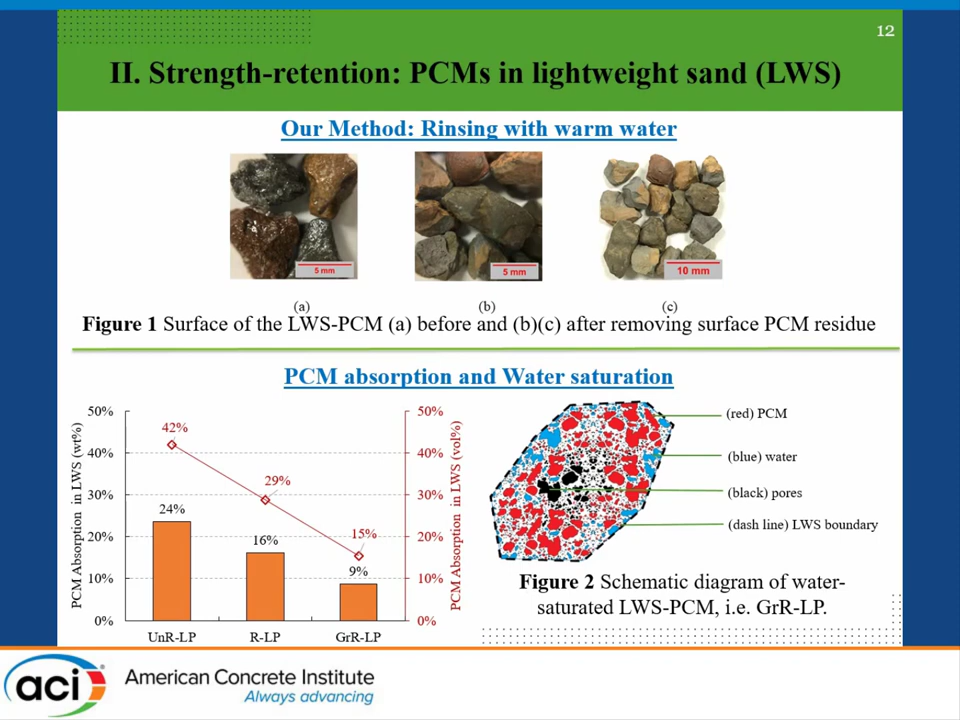 12
II. Strength-retention: PCMs in lightweight sand (LWS)
Our Method: Rinsing with warm water
5 mm
5 mm
10 mm
(a)
(b)
(c)
Figure 1 Surface of the LWS-PCM (a) before and (b)(c) after removing surface PCM residue
PCM absorption and Water saturation
PCM Absorption in LWS (wt%)
50%
40%
30%
20%
10%
0%
42%
29%
15%
24%
16%
9%
UnR-LP
R-LP
GrR-LP
50%
40%
30%
20%
10%
0%
PCM Absorption in LWS (vol%)
(red) PCM
(blue) water
(black) pores
(dash line) LWS boundary
Figure 2 Schematic diagram of water-
saturated LWS-PCM, i.e. GrR-LP.
aci
American Concrete Institute
Always advancing